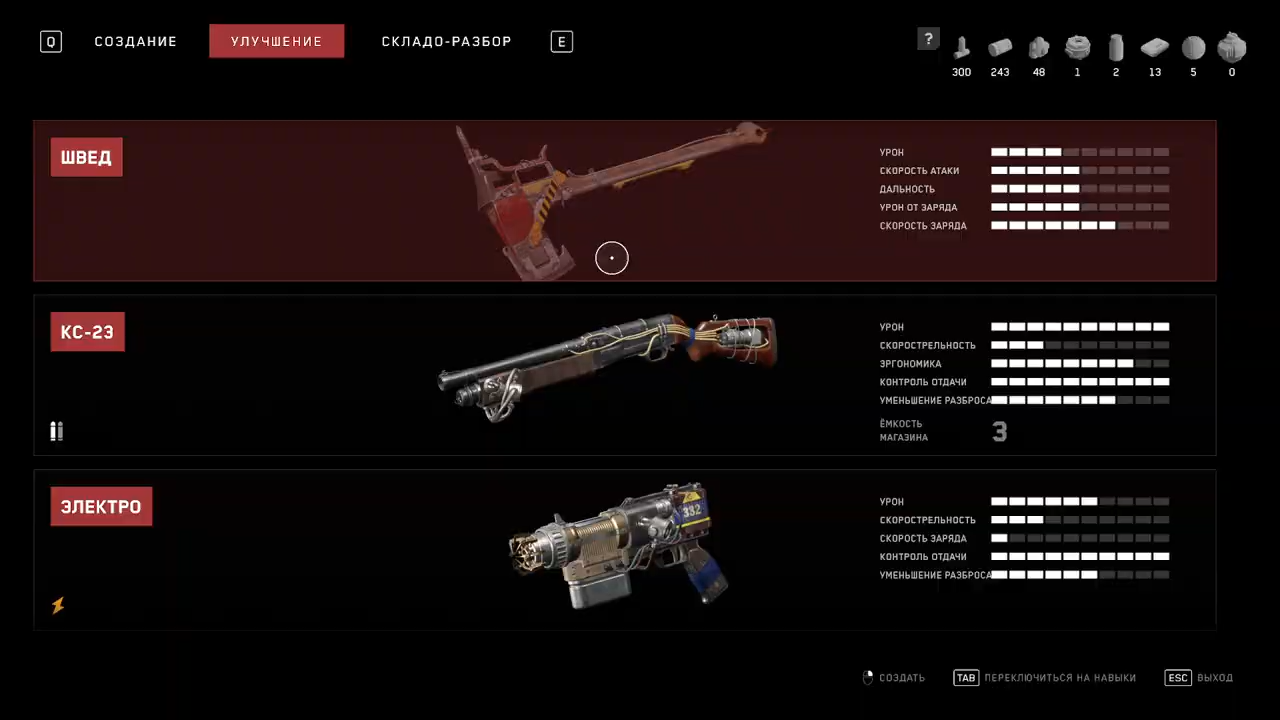 Q СОЗДАНИЕ УЛУЧШЕНИЕ СКЛАДО-РАЗБОР E ?
300 243 48 1 2 13 5 0
ШВЕД
УРОН
СКОРОСТЬ АТАКИ
ДАЛЬНОСТЬ
УРОН ОТ ЗАРЯДА
СКОРОСТЬ ЗАРЯДА
КС-23
УРОН
СКОРОСТРЕЛЬНОСТЬ
ЭРГОНОМИКА
КОНТРОЛЬ ОТДАЧИ
УМЕНЬШЕНИЕ РАЗБРОСА
ЁМКОСТЬ
МАГАЗИНА 3
ЭЛЕКТРО
332
УРОН
СКОРОСТРЕЛЬНОСТЬ
СКОРОСТЬ ЗАРЯДА
КОНТРОЛЬ ОТДАЧИ
УМЕНЬШЕНИЕ РАЗБРОСА
СОЗДАТЬ TAB ПЕРЕКЛЮЧИТЬСЯ НА НАВЫКИ ESC ВЫХОД